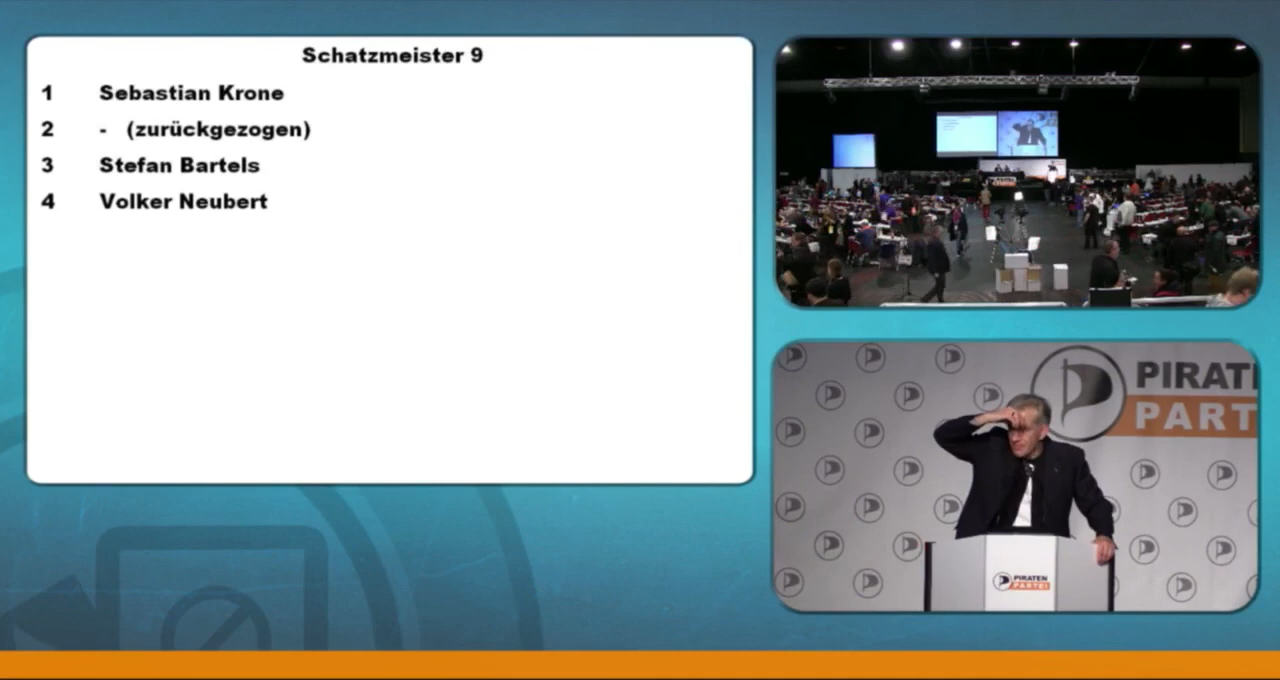 Schatzmeister 9
1 Sebastian Krone
2 - (zurückgezogen)
3 Stefan Bartels
4 Volker Neubert
PIRAT
PART
PIRATEN
PARTEI